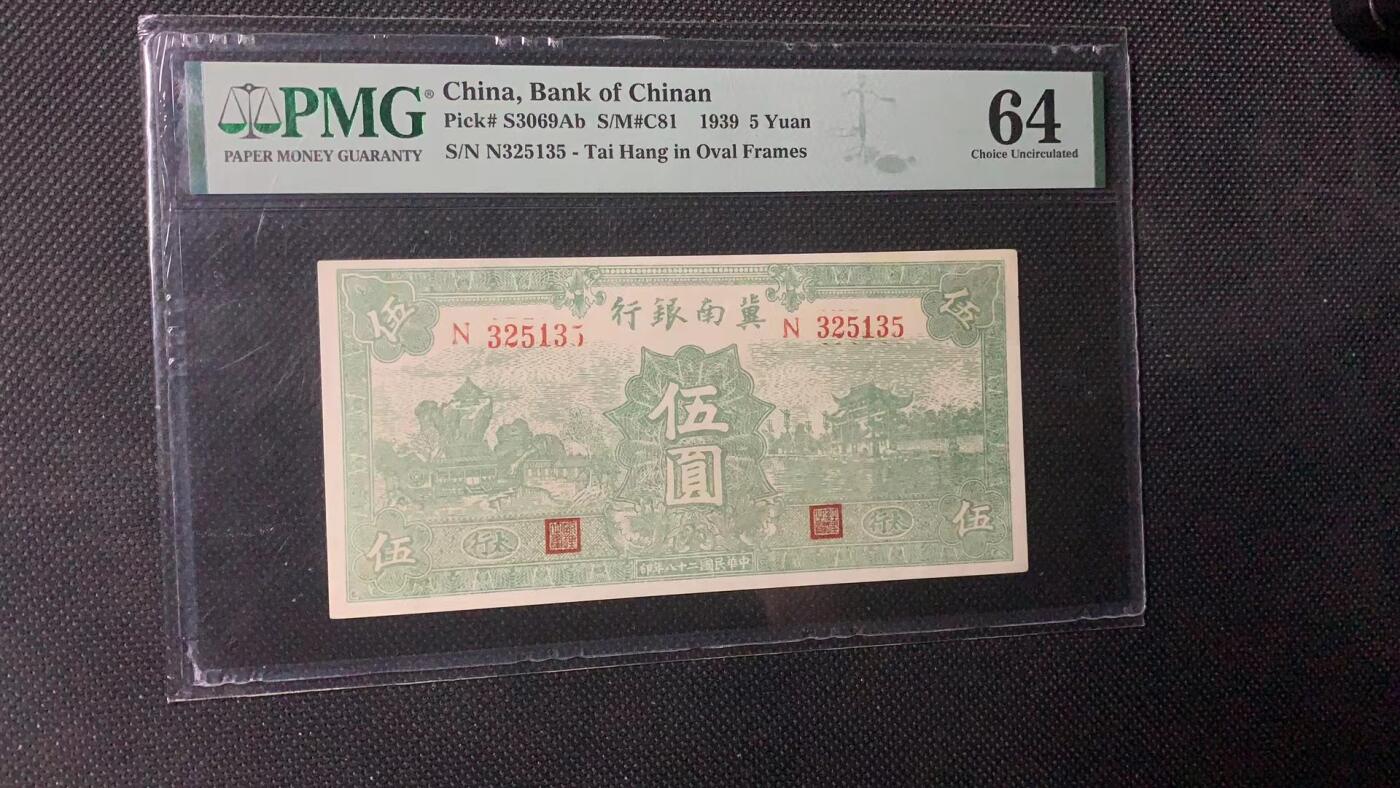 PMG®
PAPER MONEY GUARANTY
China, Bank of Chinan
Pick# S3069Ab S/M#C81 1939 5 Yuan
S/N N325135 - Tai Hang in Oval Frames
64
Choice Uncirculated
伍
伍
行銀南冀
N 325135
N 325135
伍圓
伍
伍
行太
行太
印年八十二國民華中